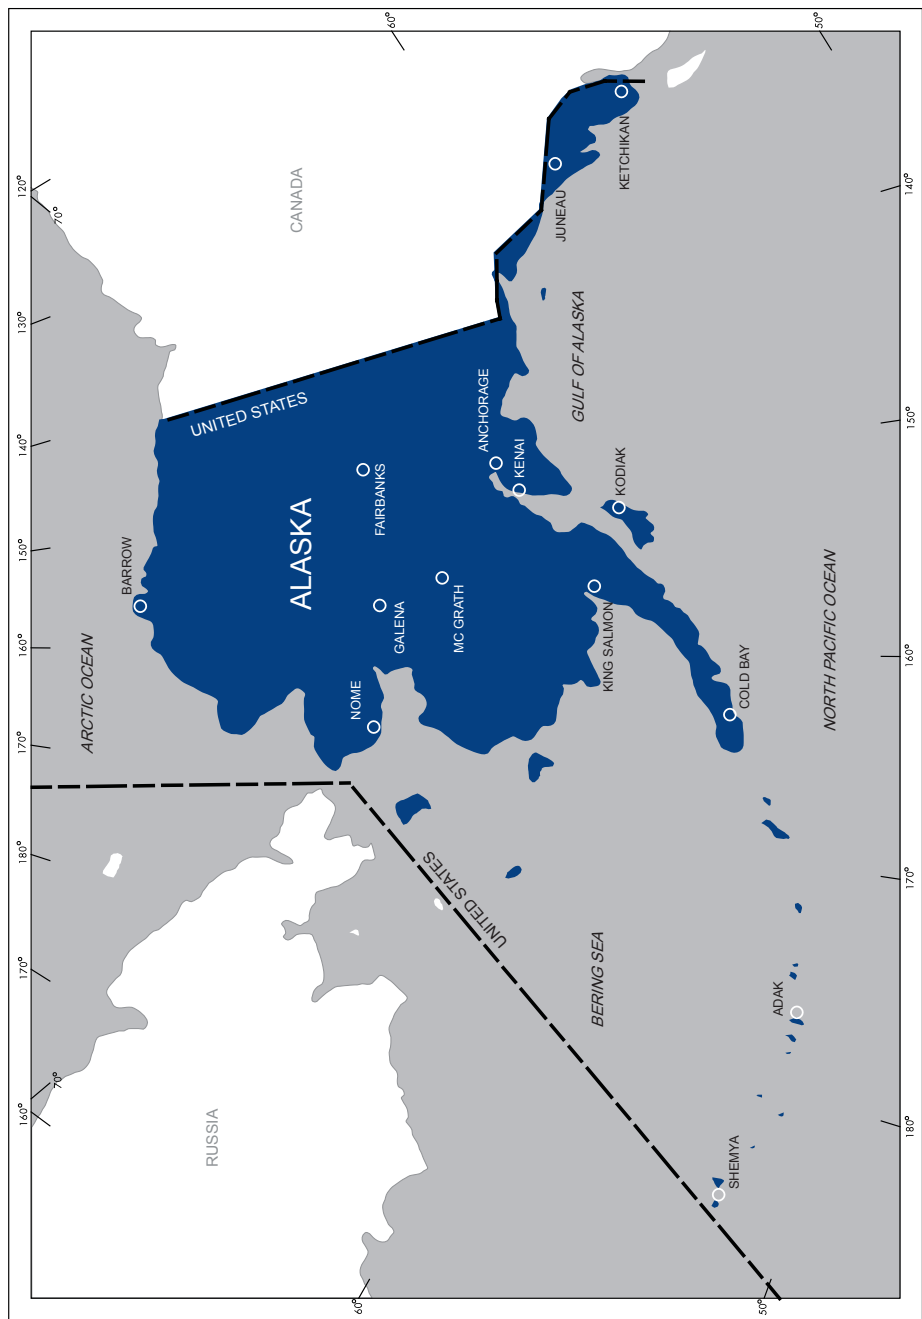 160°
70°
170°
180°
170°
160°
150°
140°
130°
120°
70°
ARCTIC OCEAN
BARROW
RUSSIA
UNITED STATES
CANADA
ALASKA
60°
NOME
FAIRBANKS
60°
GALENA
UNITED STATES
MC GRATH
ANCHORAGE
KENAI
JUNEAU
GULF OF ALASKA
BERING SEA
KING SALMON
KODIAK
KETCHIKAN
SHEMYA
COLD BAY
50°
ADAK
NORTH PACIFIC OCEAN
50°
180°
170°
160°
150°
140°